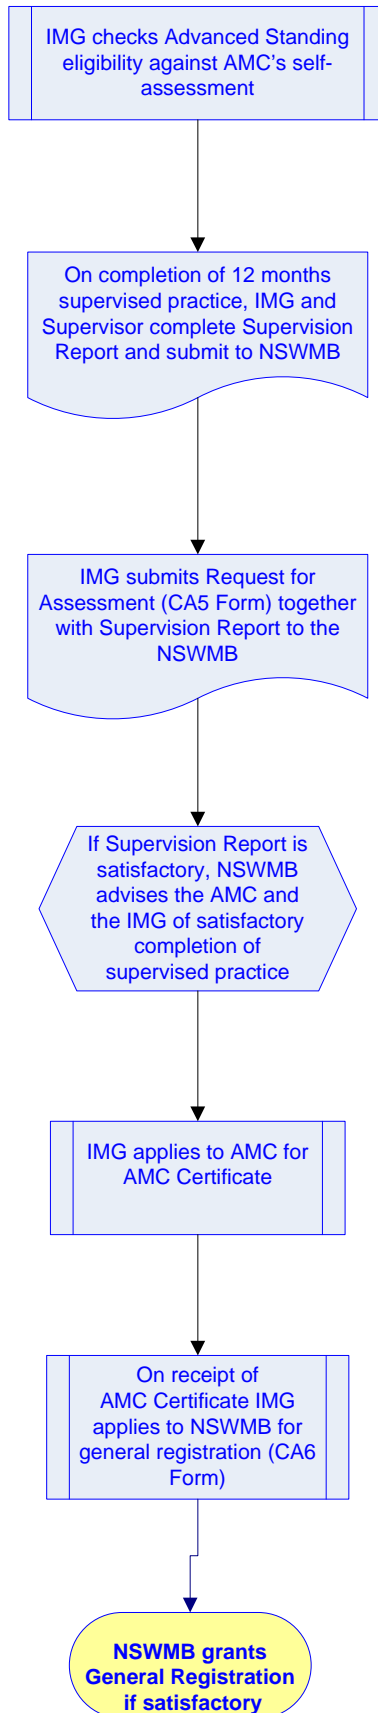 IMG checks Advanced Standing
eligibility against AMC's self-
assessment
On completion of 12 months
supervised practice, IMG and
Supervisor complete Supervision
Report and submit to NSWMB
IMG submits Request for
Assessment (CA5 Form) together
with Supervision Report to the
NSWMB
If Supervision Report is
satisfactory, NSWMB
advises the AMC and
the IMG of satisfactory
completion of
supervised practice
IMG applies to AMC for
AMC Certificate
On receipt of
AMC Certificate IMG
applies to NSWMB for
general registration (CA6
Form)
NSWMB grants
General Registration
if satisfactory